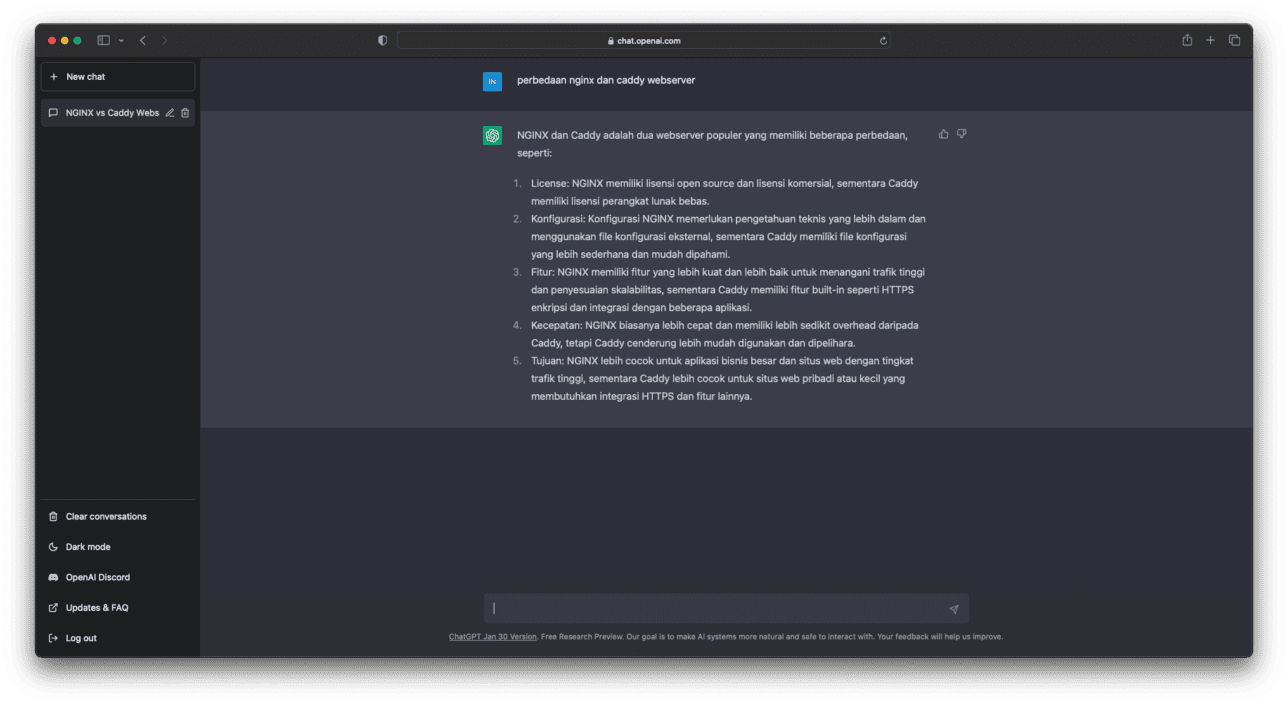 chat.openai.com
New chat
NGINX vs Caddy Webs
IN
perbedaan nginx dan caddy webserver
NGINX dan Caddy adalah dua webserver populer yang memiliki beberapa perbedaan,
seperti:
1. License: NGINX memiliki lisensi open source dan lisensi komersial, sementara Caddy
memiliki lisensi perangkat lunak bebas.
2. Konfigurasi: Konfigurasi NGINX memerlukan pengetahuan teknis yang lebih dalam dan
menggunakan file konfigurasi eksternal, sementara Caddy memiliki file konfigurasi
yang lebih sederhana dan mudah dipahami.
3. Fitur: NGINX memiliki fitur yang lebih kuat dan lebih baik untuk menangani trafik tinggi
dan penyesuaian skalabilitas, sementara Caddy memiliki fitur built-in seperti HTTPS
enkripsi dan integrasi dengan beberapa aplikasi.
4. Kecepatan: NGINX biasanya lebih cepat dan memiliki lebih sedikit overhead daripada
Caddy, tetapi Caddy cenderung lebih mudah digunakan dan dipelihara.
5. Tujuan: NGINX lebih cocok untuk aplikasi bisnis besar dan situs web dengan tingkat
trafik tinggi, sementara Caddy lebih cocok untuk situs web pribadi atau kecil yang
membutuhkan integrasi HTTPS dan fitur lainnya.
Clear conversations
Dark mode
OpenAI Discord
Updates & FAQ
Log out
ChatGPT Jan 30 Version. Free Research Preview. Our goal is to make AI systems more natural and safe to interact with. Your feedback will help us improve.